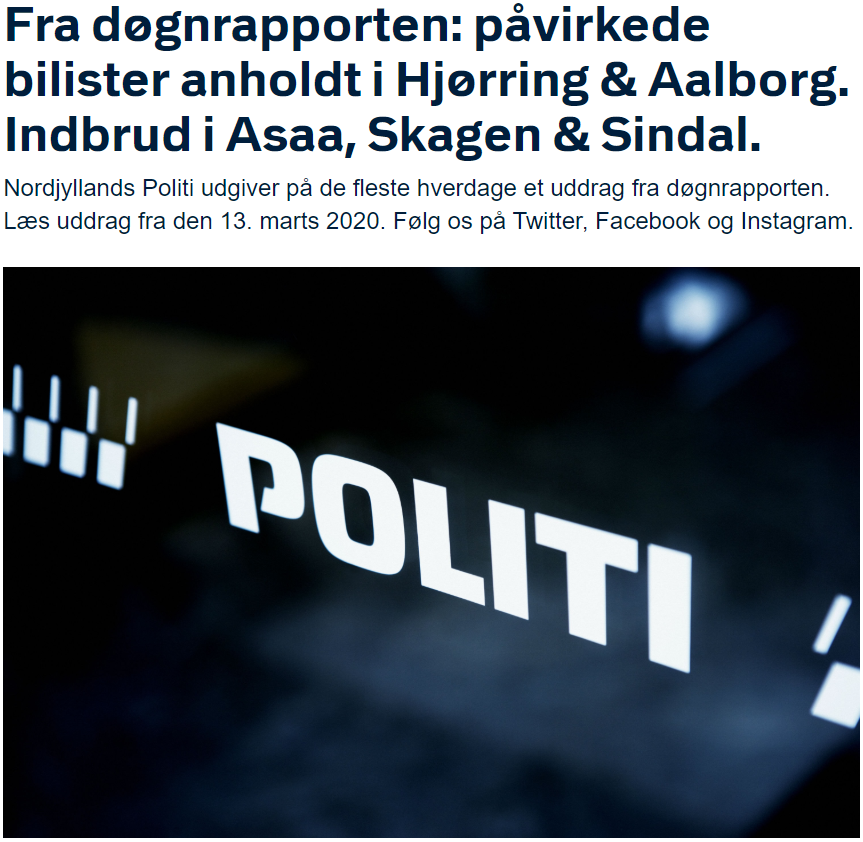 Fra døgnrapporten: påvirkede
bilister anholdt i Hjørring & Aalborg.
Indbrud i Asaa, Skagen & Sindal.
Nordjyllands Politi udgiver på de fleste hverdage et uddrag fra døgnrapporten.
Læs uddrag fra den 13. marts 2020. Følg os på Twitter, Facebook og Instagram.
POLITI